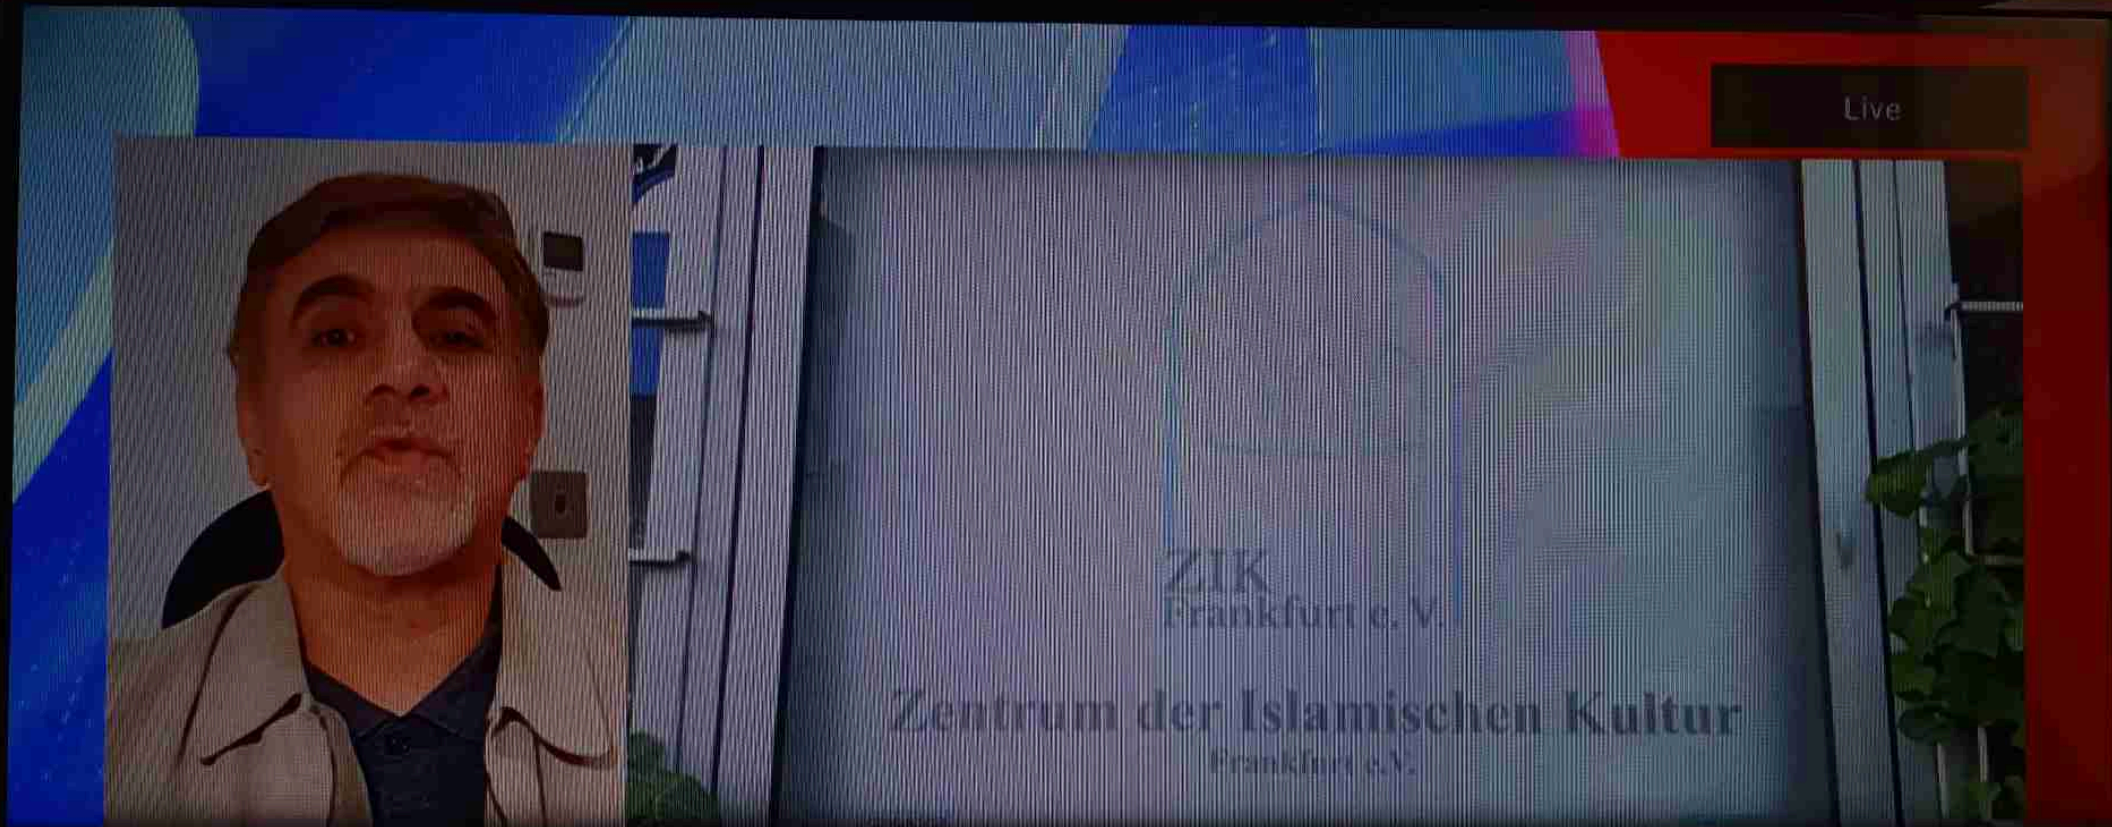 Live
ZIK
Frankfurt e. V.
Zentrum der Islamischen Kultur
Frankfurt e.V.